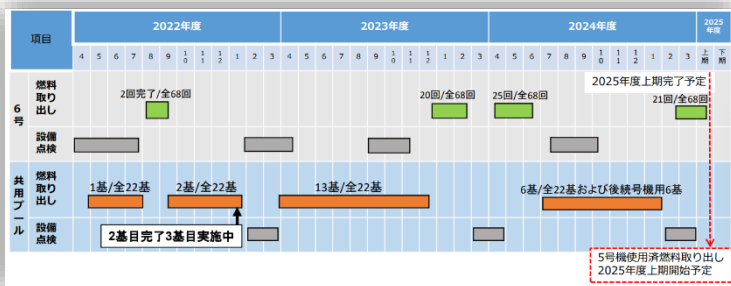 項目
2022年度
2023年度
2024年度
2025
年度
4 5 6 7 8 9 10 11 12 1 2 3 4 5 6 7 8 9 10 11 12 1 2 3 4 5 6 7 8 9 10 11 12 1 2 3 上期 下期
2025年度上期完了予定
6号
燃料
取り出
し
2回完了/全68回
20回/全68回
25回/全68回
21回/全68回
設備
点検
共用プール
燃料
取り出
し
1基/全22基
2基/全22基
13基/全22基
6基/全22基および後続号機用6基
2基目完了3基目実施中
設備
点検
5号機使用済燃料取り出し
2025年度上期開始予定